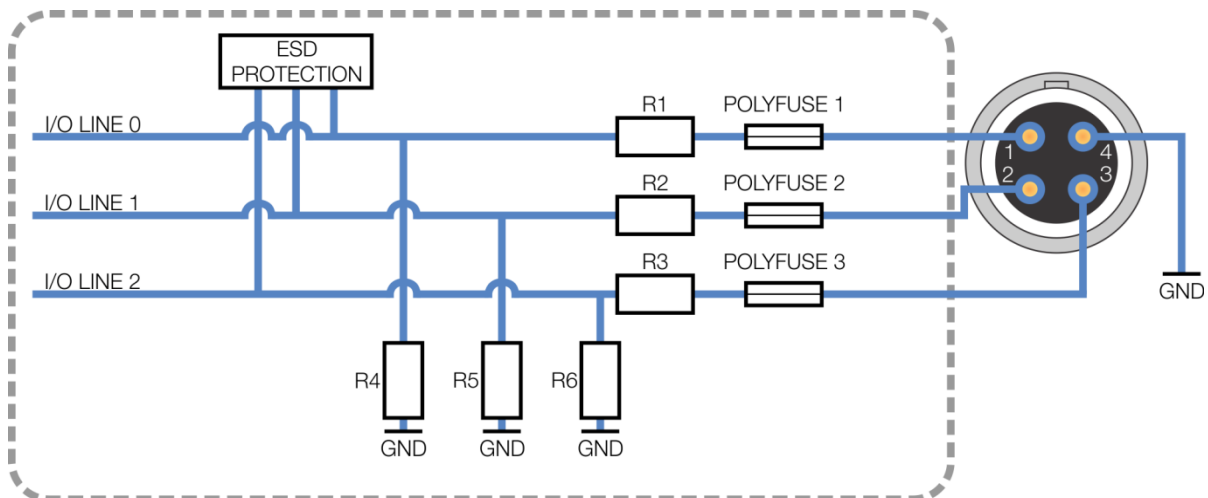 ESD
PROTECTION
I/O LINE 0
R1
POLYFUSE 1
1
4
2
3
I/O LINE 1
R2
POLYFUSE 2
I/O LINE 2
R3
POLYFUSE 3
GND
R4
R5
R6
GND
GND
GND